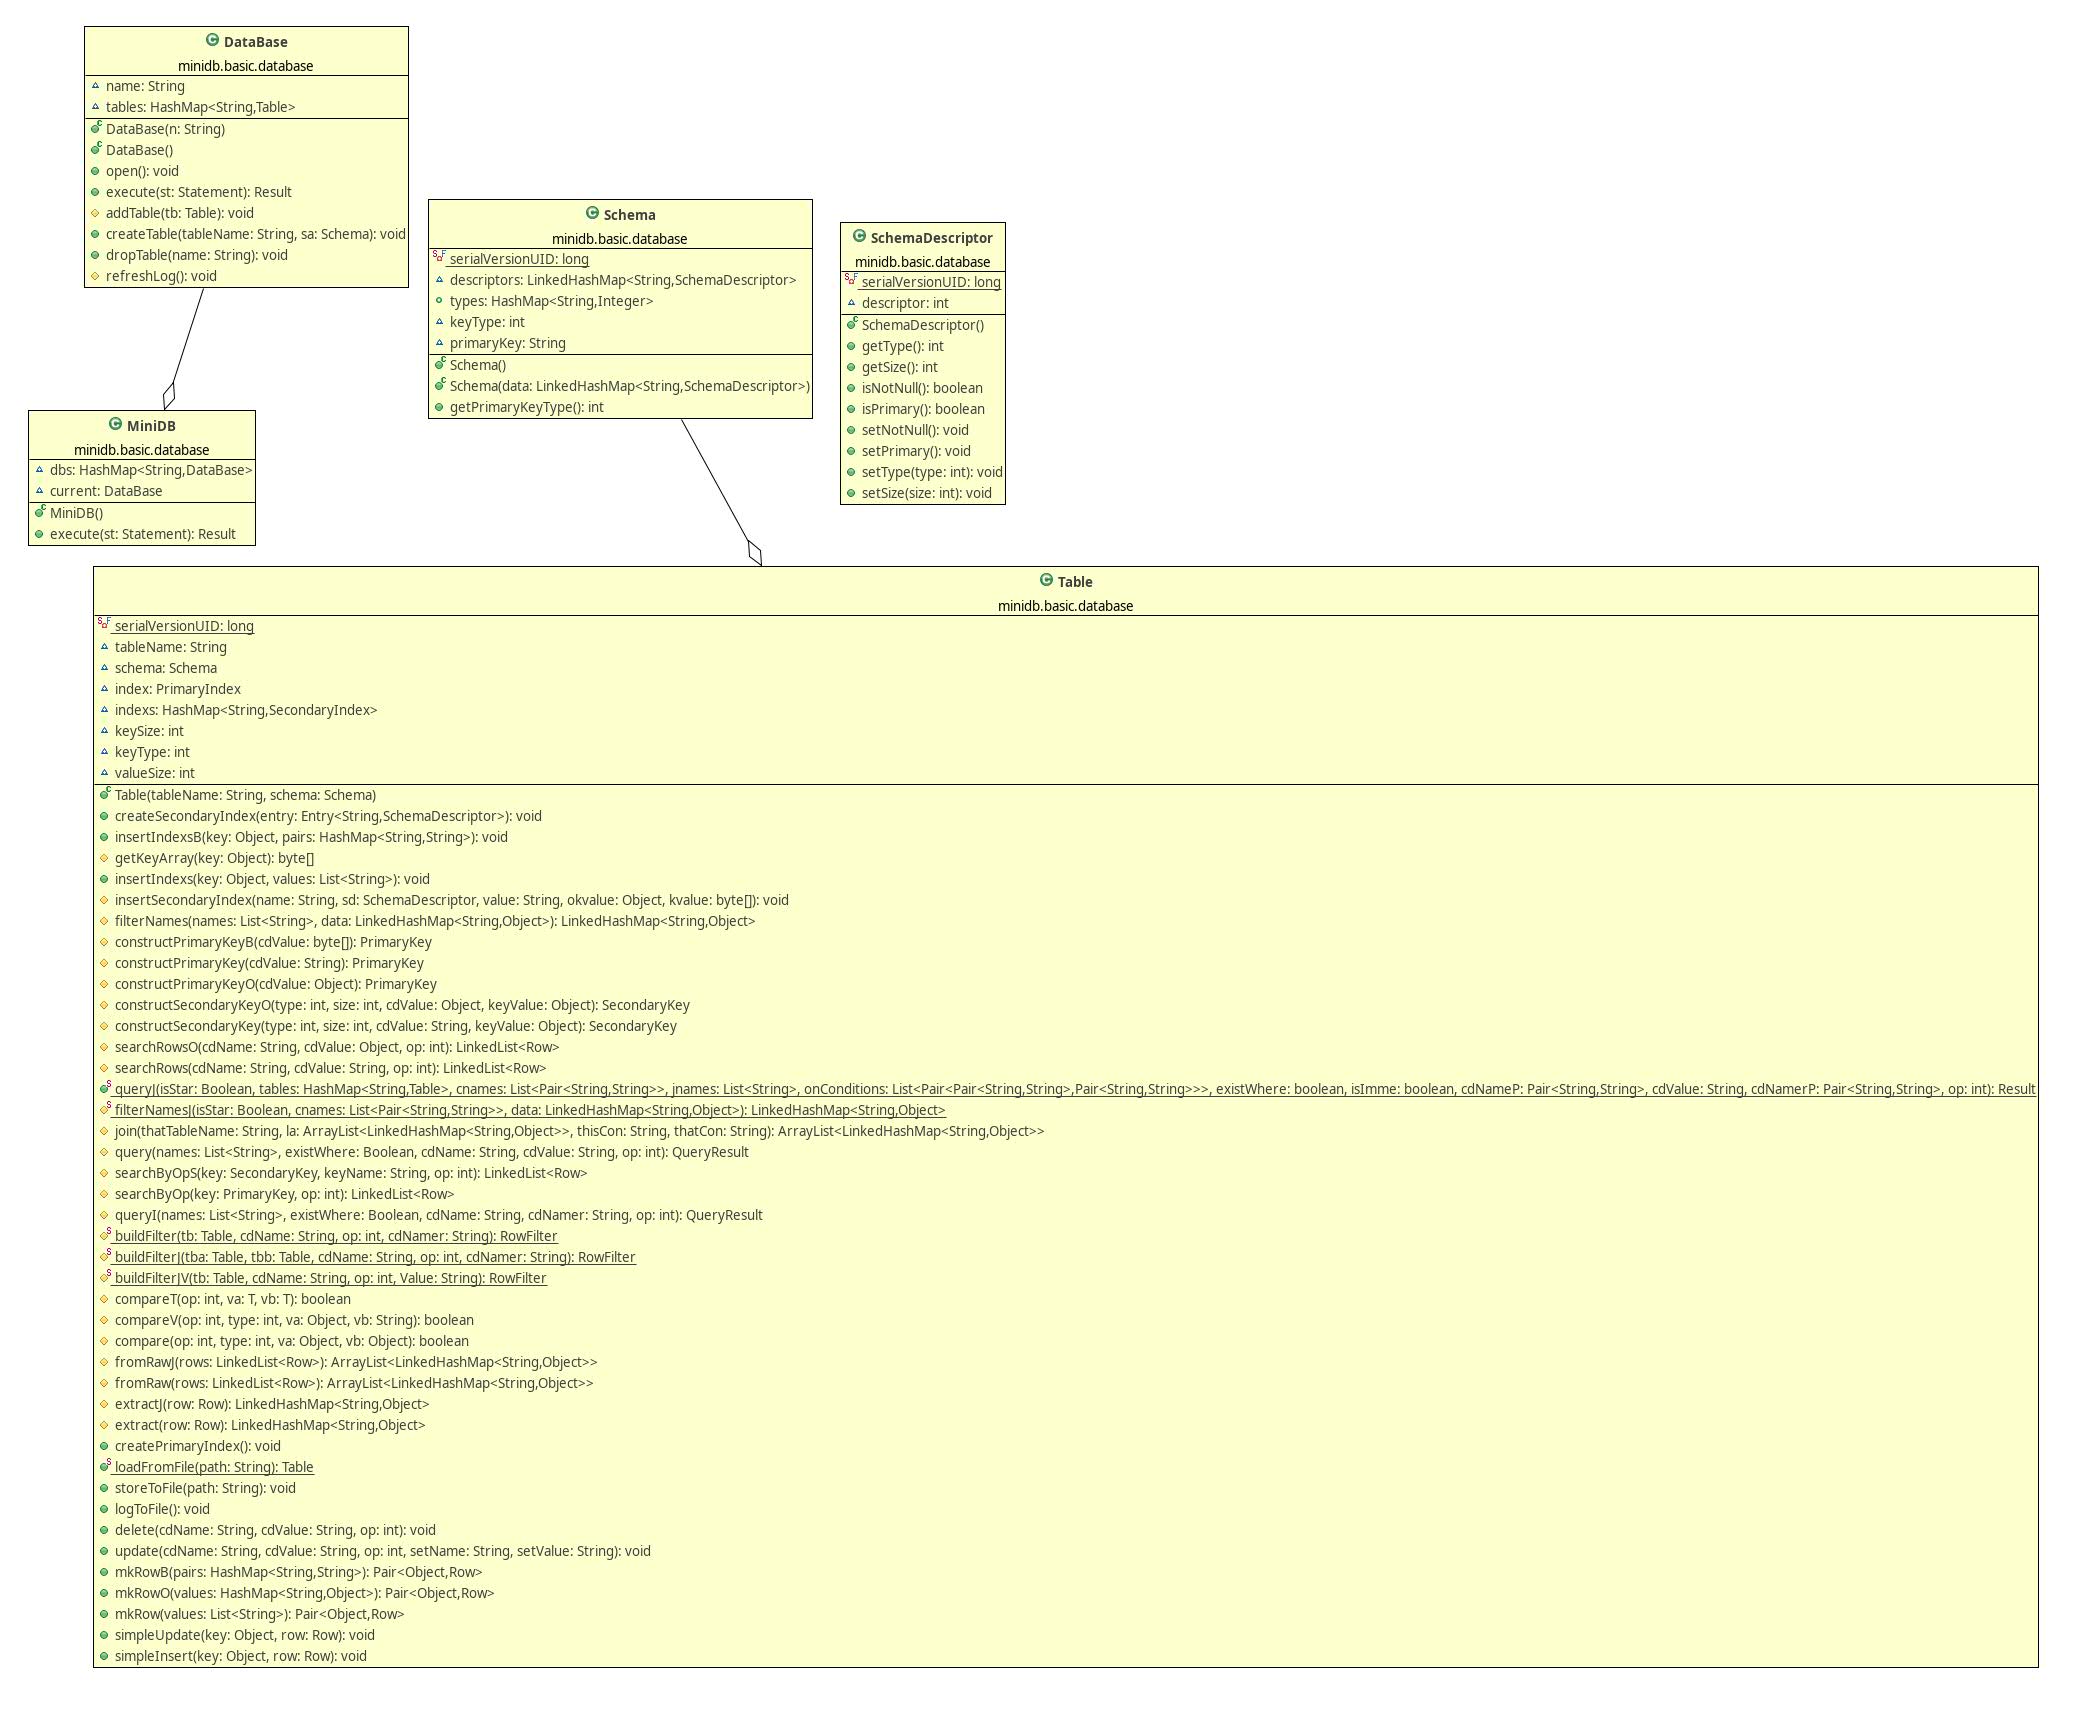 DataBase
minidb.basic.database
name: String
tables: HashMap<String,Table>
DataBase(n: String)
DataBase()
open(): void
execute(st: Statement): Result
addTable(tb: Table): void
createTable(tableName: String, sa: Schema): void
dropTable(name: String): void
refreshLog(): void
Schema
minidb.basic.database
serialVersionUID: long
descriptors: LinkedHashMap<String,SchemaDescriptor>
types: HashMap<String,Integer>
keyType: int
primaryKey: String
Schema()
Schema(data: LinkedHashMap<String,SchemaDescriptor>)
getPrimaryKeyType(): int
SchemaDescriptor
minidb.basic.database
serialVersionUID: long
descriptor: int
SchemaDescriptor()
getType(): int
getSize(): int
isNotNull(): boolean
isPrimary(): boolean
setNotNull(): void
setPrimary(): void
setType(type: int): void
setSize(size: int): void
MiniDB
minidb.basic.database
dbs: HashMap<String,DataBase>
current: DataBase
MiniDB()
execute(st: Statement): Result
Table
minidb.basic.database
serialVersionUID: long
tableName: String
schema: Schema
index: PrimaryIndex
indexs: HashMap<String,SecondaryIndex>
keySize: int
keyType: int
valueSize: int
Table(tableName: String, schema: Schema)
createSecondaryIndex(entry: Entry<String,SchemaDescriptor>): void
insertIndexsB(key: Object, pairs: HashMap<String,String>): void
getKeyArray(key: Object): byte[]
insertIndexs(key: Object, values: List<String>): void
insertSecondaryIndex(name: String, sd: SchemaDescriptor, value: String, okvalue: Object, kvalue: byte[]): void
filterNames(names: List<String>, data: LinkedHashMap<String,Object>): LinkedHashMap<String,Object>
constructPrimaryKeyB(cdValue: byte[]): PrimaryKey
constructPrimaryKey(cdValue: String): PrimaryKey
constructPrimaryKeyO(cdValue: Object): PrimaryKey
constructSecondaryKeyO(type: int, size: int, cdValue: Object, keyValue: Object): SecondaryKey
constructSecondaryKey(type: int, size: int, cdValue: String, keyValue: Object): SecondaryKey
searchRowsO(cdName: String, cdValue: Object, op: int): LinkedList<Row>
searchRows(cdName: String, cdValue: String, op: int): LinkedList<Row>
queryJ(isStar: Boolean, tables: HashMap<String,Table>, cnames: List<Pair<String,String>>, jnames: List<String>, onConditions: List<Pair<Pair<String,String>,Pair<String,String>>>, existWhere: boolean, isImme: boolean, cdNameP: Pair<String,String>, cdValue: String, cdNamerP: Pair<String,String>, op: int): Result
filterNamesJ(isStar: Boolean, cnames: List<Pair<String,String>>, data: LinkedHashMap<String,Object>): LinkedHashMap<String,Object>
join(thatTableName: String, la: ArrayList<LinkedHashMap<String,Object>>, thisCon: String, thatCon: String): ArrayList<LinkedHashMap<String,Object>>
query(names: List<String>, existWhere: Boolean, cdName: String, cdValue: String, op: int): QueryResult
searchByOpS(key: SecondaryKey, keyName: String, op: int): LinkedList<Row>
searchByOp(key: PrimaryKey, op: int): LinkedList<Row>
queryI(names: List<String>, existWhere: Boolean, cdName: String, cdNamer: String, op: int): QueryResult
buildFilter(tb: Table, cdName: String, op: int, cdNamer: String): RowFilter
buildFilterJ(tba: Table, tbb: Table, cdName: String, op: int, cdNamer: String): RowFilter
buildFilterJV(tb: Table, cdName: String, op: int, Value: String): RowFilter
compareT(op: int, va: T, vb: T): boolean
compareV(op: int, type: int, va: Object, vb: String): boolean
compare(op: int, type: int, va: Object, vb: Object): boolean
fromRawJ(rows: LinkedList<Row>): ArrayList<LinkedHashMap<String,Object>>
fromRaw(rows: LinkedList<Row>): ArrayList<LinkedHashMap<String,Object>>
extractJ(row: Row): LinkedHashMap<String,Object>
extract(row: Row): LinkedHashMap<String,Object>
createPrimaryIndex(): void
loadFromFile(path: String): Table
storeToFile(path: String): void
logToFile(): void
delete(cdName: String, cdValue: String, op: int): void
update(cdName: String, cdValue: String, op: int, setName: String, setValue: String): void
mkRowB(pairs: HashMap<String,String>): Pair<Object,Row>
mkRowO(values: HashMap<String,Object>): Pair<Object,Row>
mkRow(values: List<String>): Pair<Object,Row>
simpleUpdate(key: Object, row: Row): void
simpleInsert(key: Object, row: Row): void